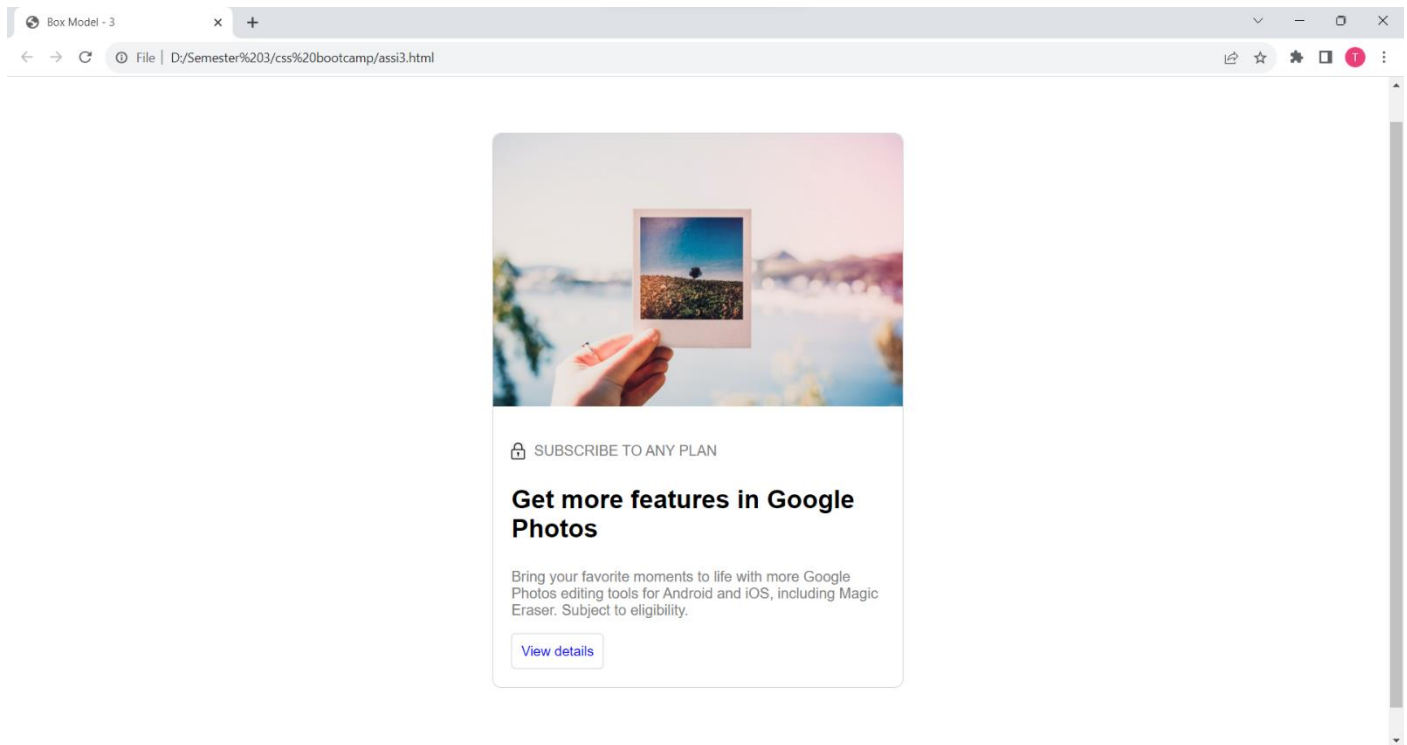 Box Model - 3
File D:/Semester%203/css%20bootcamp/assi3.html
T
SUBSCRIBE TO ANY PLAN
Get more features in Google
Photos
Bring your favorite moments to life with more Google
Photos editing tools for Android and iOS, including Magic
Eraser. Subject to eligibility.
View details